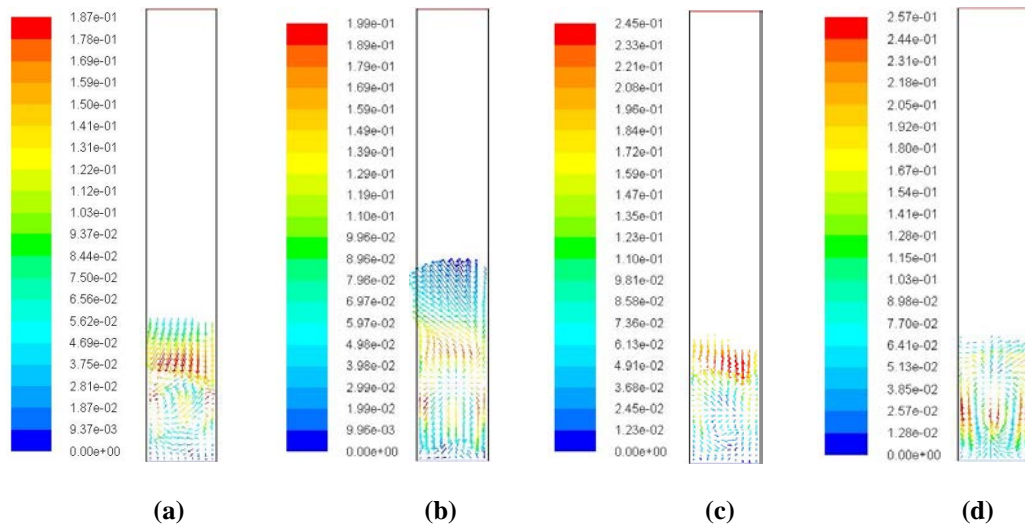 1.87e-01
1.78e-01
1.69e-01
1.59e-01
1.50e-01
1.41e-01
1.31e-01
1.22e-01
1.12e-01
1.03e-01
9.37e-02
8.44e-02
7.50e-02
6.56e-02
5.62e-02
4.69e-02
3.75e-02
2.81e-02
1.87e-02
9.37e-03
0.00e+00
1.99e-01
1.89e-01
1.79e-01
1.69e-01
1.59e-01
1.49e-01
1.39e-01
1.29e-01
1.19e-01
1.10e-01
9.96e-02
8.96e-02
7.96e-02
6.97e-02
5.97e-02
4.98e-02
3.98e-02
2.99e-02
1.99e-02
9.96e-03
0.00e+00
2.45e-01
2.33e-01
2.21e-01
2.08e-01
1.96e-01
1.84e-01
1.72e-01
1.59e-01
1.47e-01
1.35e-01
1.23e-01
1.10e-01
9.81e-02
8.58e-02
7.36e-02
6.13e-02
4.91e-02
3.68e-02
2.45e-02
1.23e-02
0.00e+00
2.57e-01
2.44e-01
2.31e-01
2.18e-01
2.05e-01
1.92e-01
1.80e-01
1.67e-01
1.54e-01
1.41e-01
1.28e-01
1.15e-01
1.03e-01
8.98e-02
7.70e-02
6.41e-02
5.13e-02
3.85e-02
2.57e-02
1.28e-02
0.00e+00
(a) (b) (c) (d)